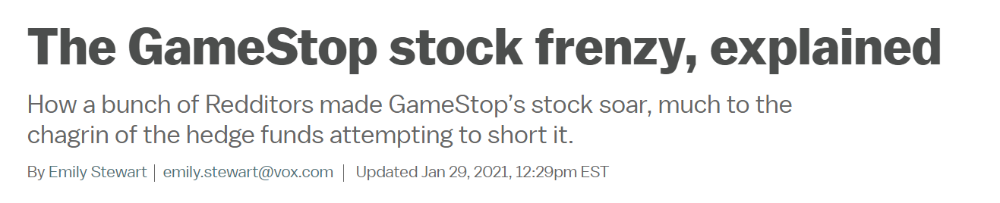 The GameStop stock frenzy, explained
How a bunch of Redditors made GameStop’s stock soar, much to the
chagrin of the hedge funds attempting to short it.
By Emily Stewart | emily.stewart@vox.com | Updated Jan 29, 2021, 12:29pm EST